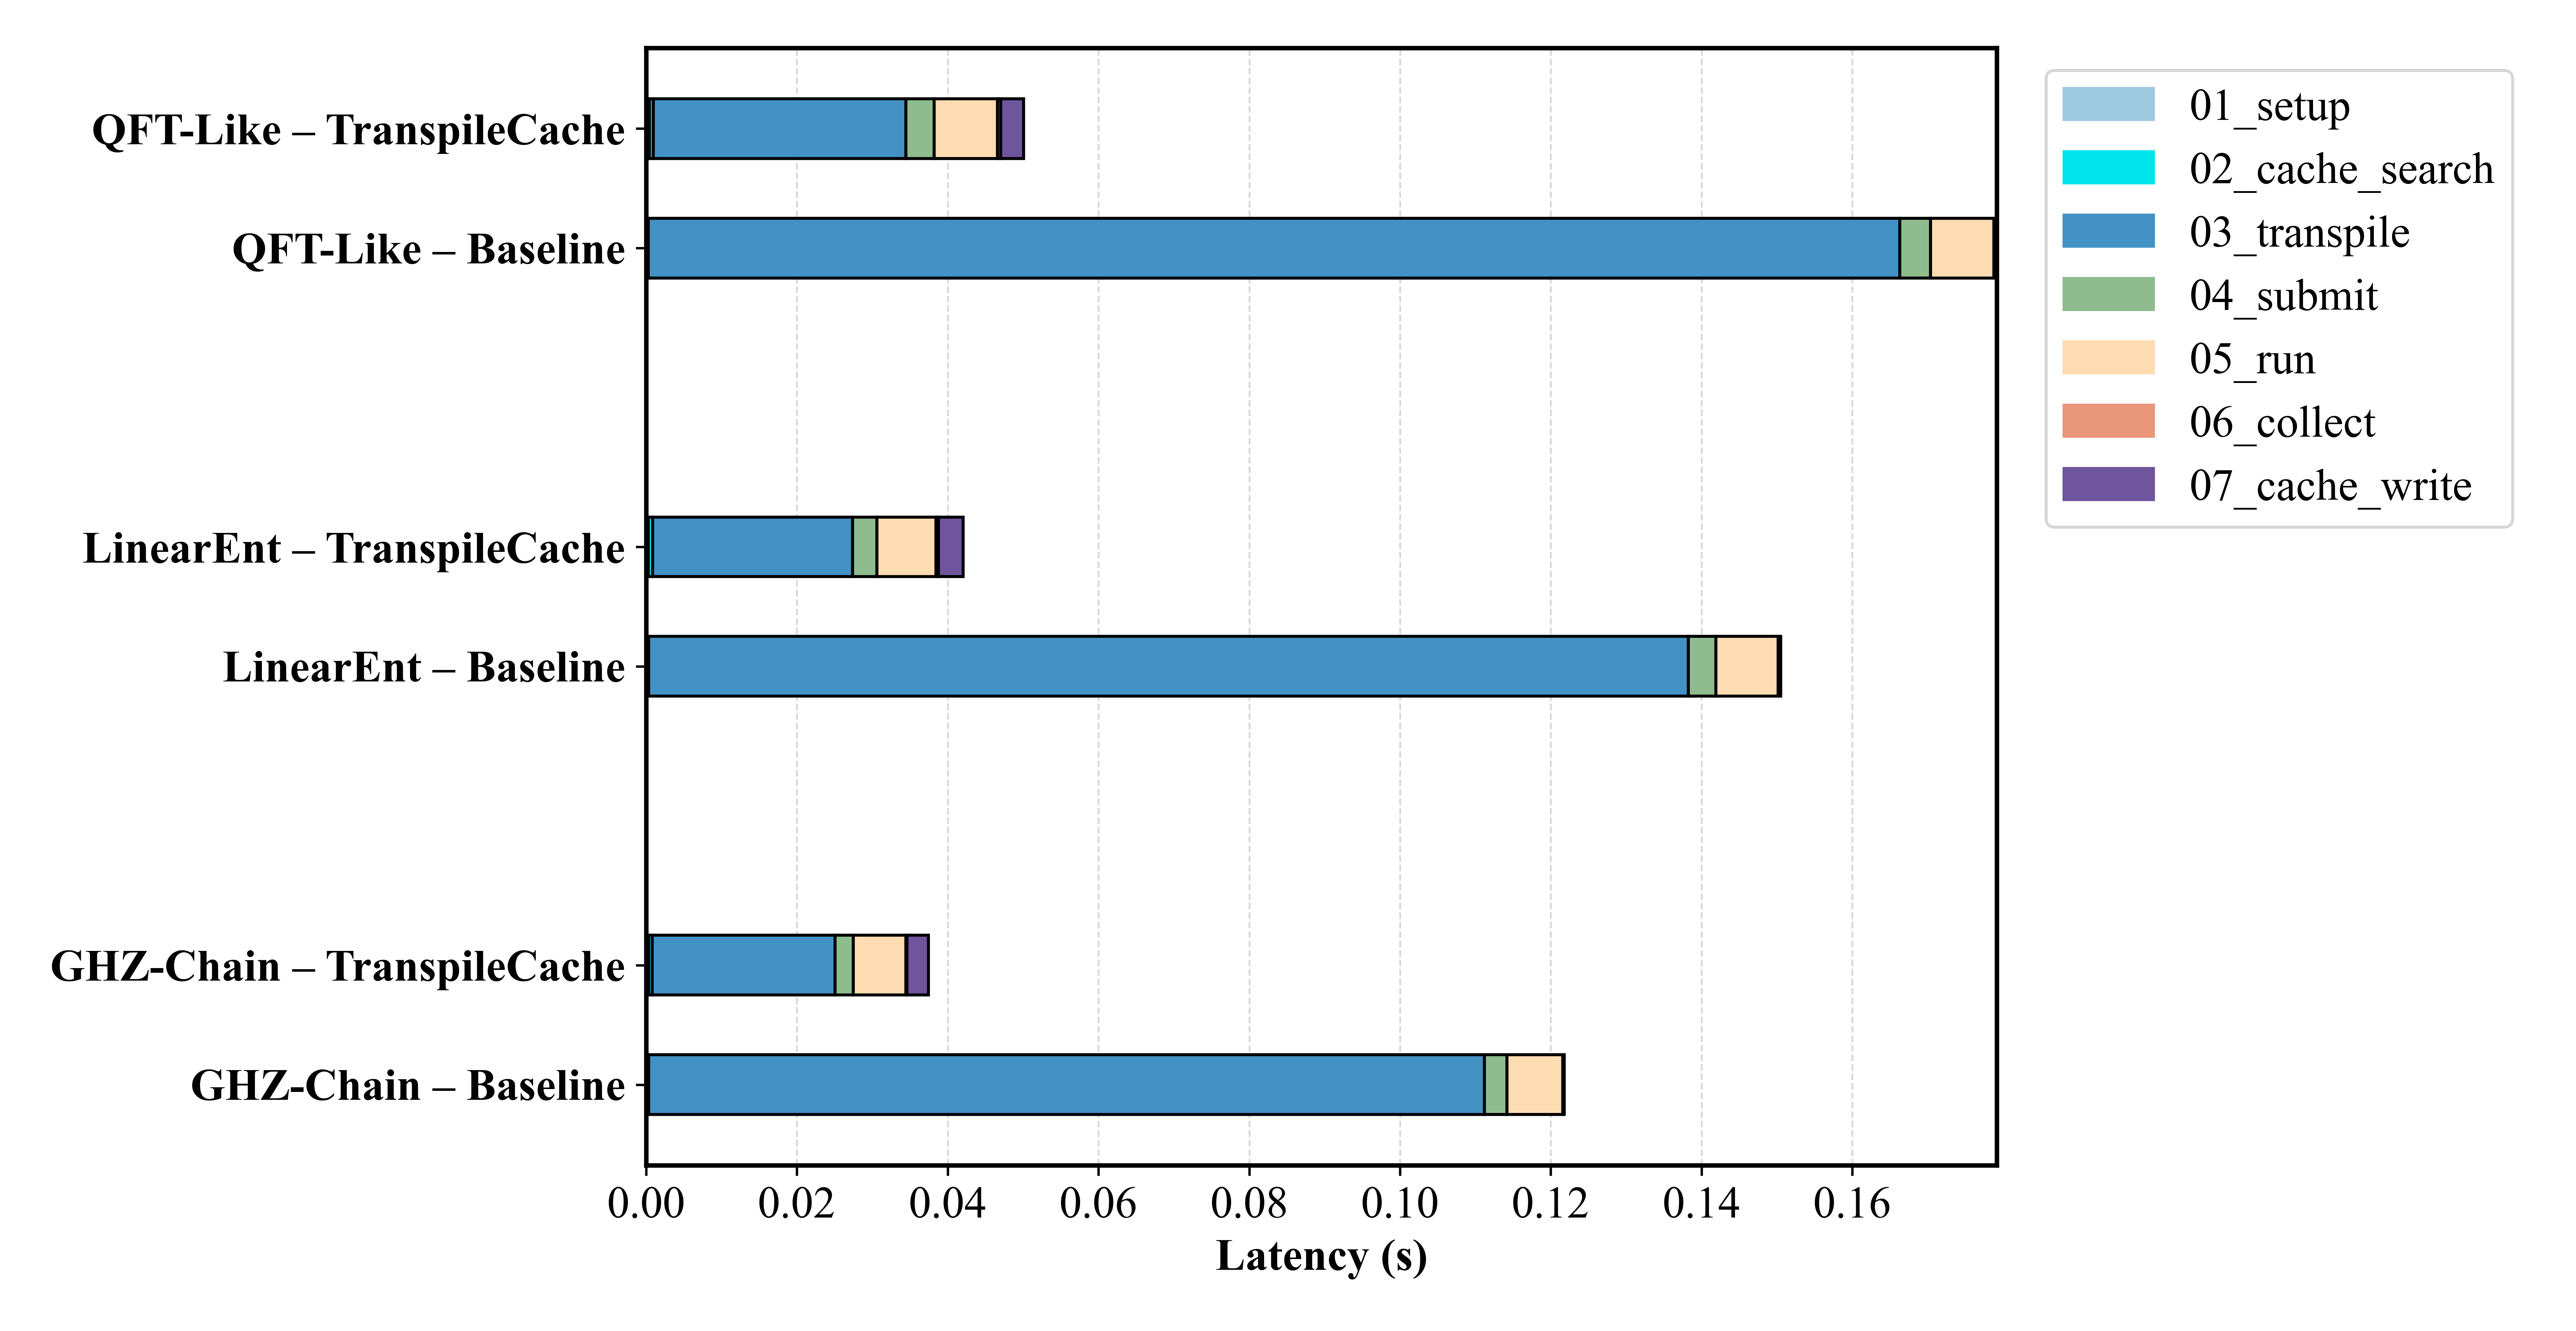 QFT-Like – TranspileCache
QFT-Like – Baseline
LinearEnt – TranspileCache
LinearEnt – Baseline
GHZ-Chain – TranspileCache
GHZ-Chain – Baseline
0.00 0.02 0.04 0.06 0.08 0.10 0.12 0.14 0.16
Latency (s)
01_setup
02_cache_search
03_transpile
04_submit
05_run
06_collect
07_cache_write